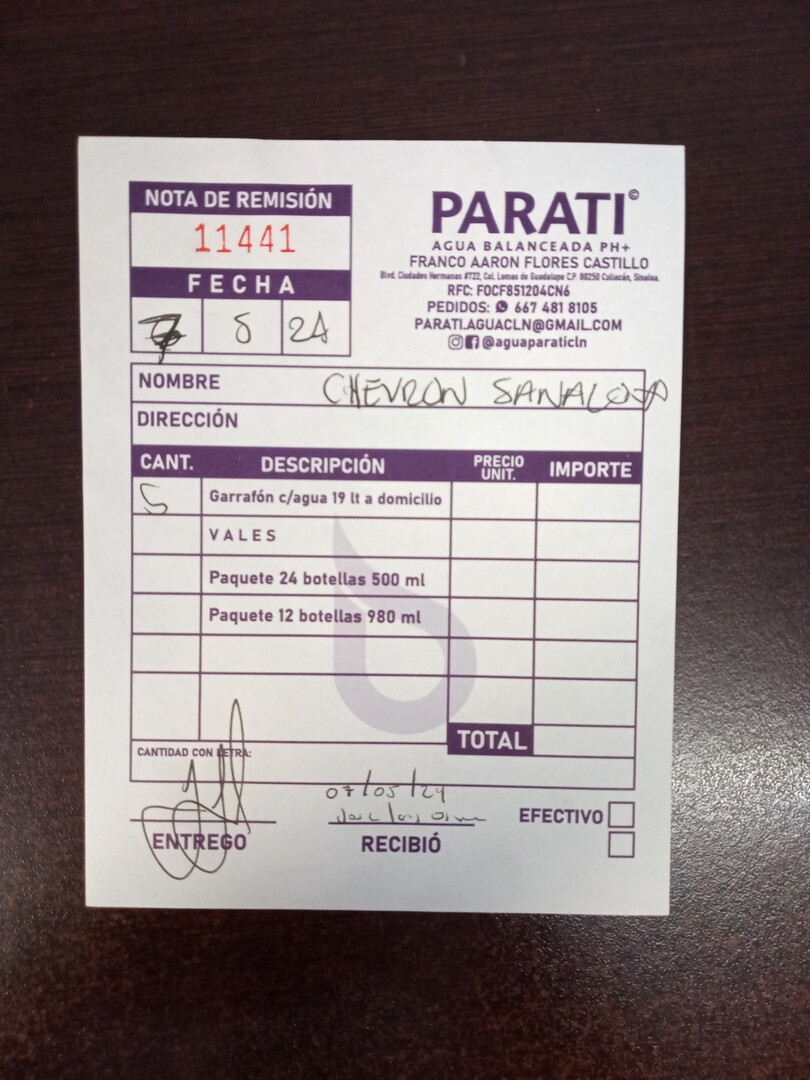 NOTA DE REMISIÓN
11441
FECHA
7 5 24
PARATI©
AGUA BALANCEADA PH+
FRANCO AARON FLORES CASTILLO
Blvd. Ciudades Hermanas #722, Col. Lomas de Guadalupe C.P. 80250 Culiacán, Sinaloa.
RFC: FOCF851204CN6
PEDIDOS: 667 481 8105
PARATI.AGUACLN@GMAIL.COM
@aguaparaticln
NOMBRE CHEVRON SANALONA
DIRECCIÓN
CANT. DESCRIPCIÓN PRECIO UNIT. IMPORTE
5 Garrafón c/agua 19 lt a domicilio
VALES
Paquete 24 botellas 500 ml
Paquete 12 botellas 980 ml
TOTAL
CANTIDAD CON LETRA:
07/05/24
ENTREGO
RECIBIÓ
EFECTIVO